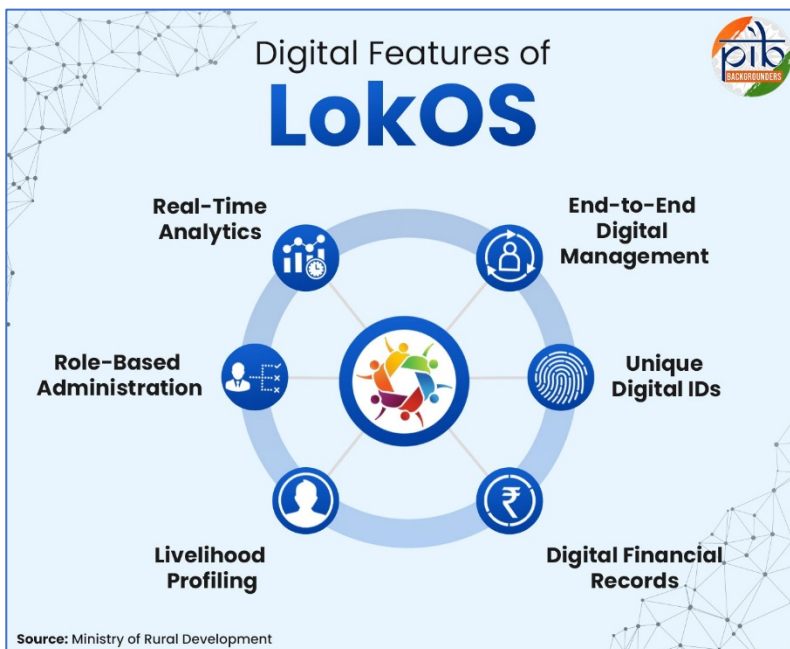 Digital Features of
LokOS
pib
BACKGROUNDERS
Real-Time
Analytics
End-to-End
Digital
Management
Role-Based
Administration
Unique
Digital IDs
₹
Livelihood
Profiling
Digital Financial
Records
Source: Ministry of Rural Development